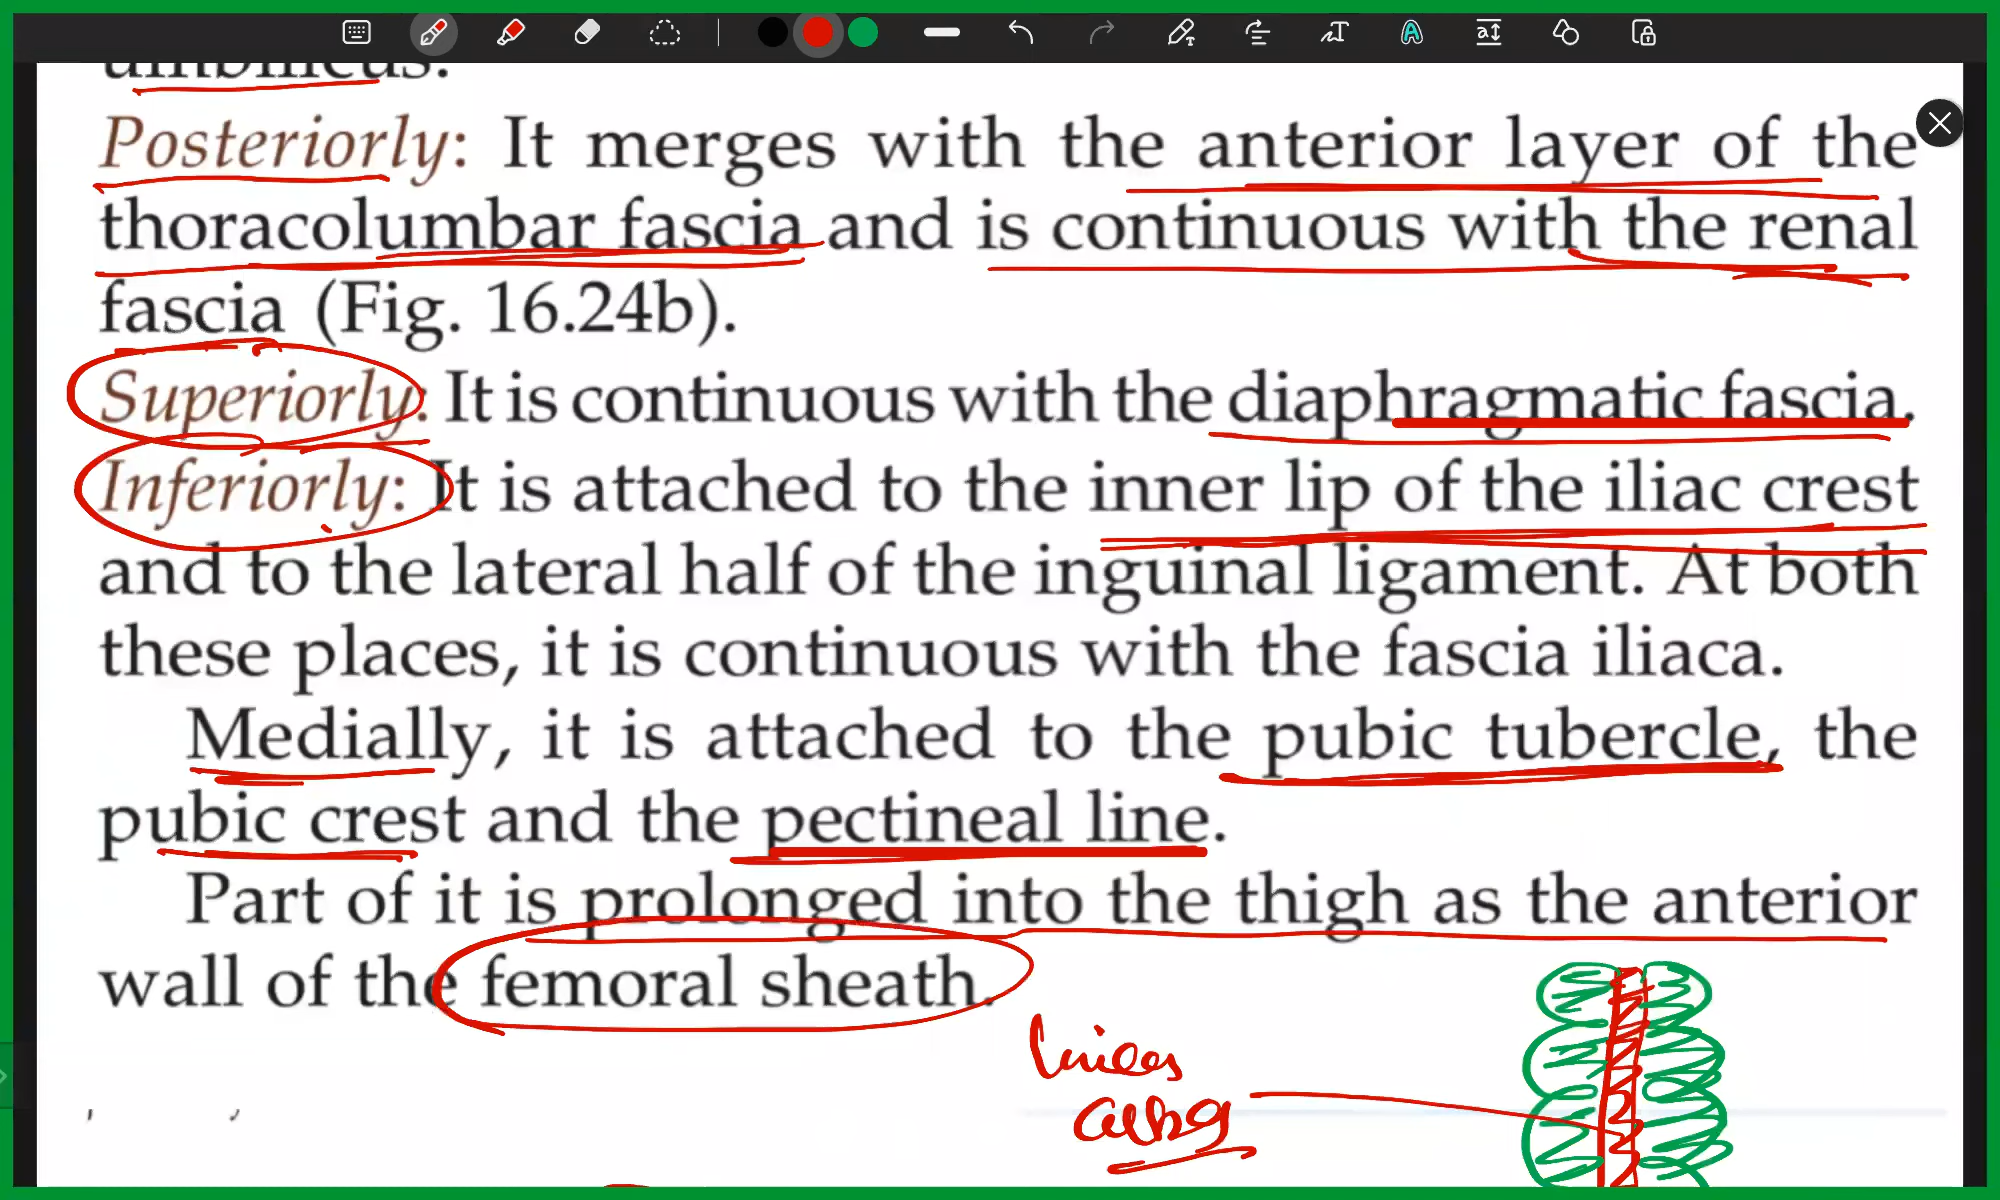 umbilicus.
Posteriorly: It merges with the anterior layer of the
thoracolumbar fascia and is continuous with the renal
fascia (Fig. 16.24b).
Superiorly: It is continuous with the diaphragmatic fascia.
Inferiorly: It is attached to the inner lip of the iliac crest
and to the lateral half of the inguinal ligament. At both
these places, it is continuous with the fascia iliaca.
Medially, it is attached to the pubic tubercle, the
pubic crest and the pectineal line.
Part of it is prolonged into the thigh as the anterior
wall of the femoral sheath.
alba